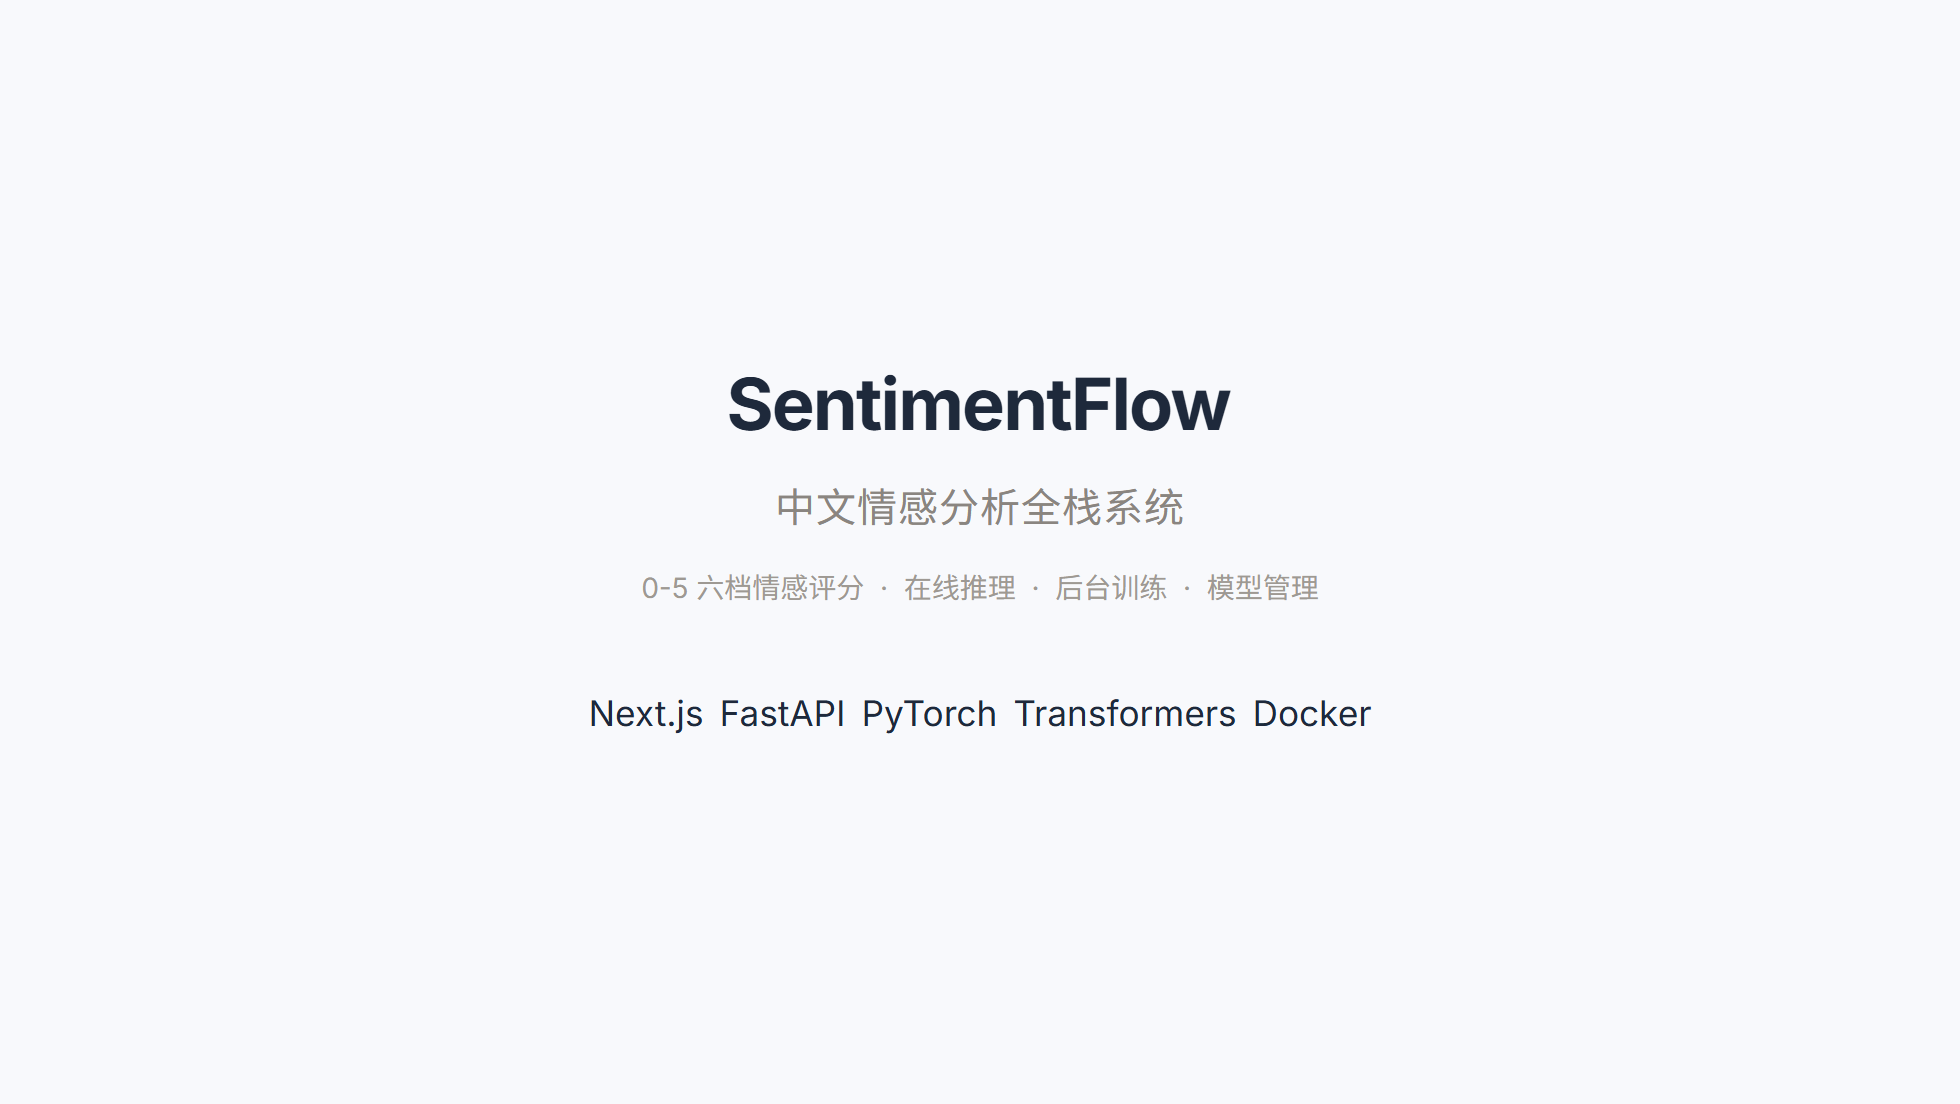 SentimentFlow
中文情感分析全栈系统
0-5 六档情感评分 · 在线推理 · 后台训练 · 模型管理
Next.js FastAPI PyTorch Transformers Docker